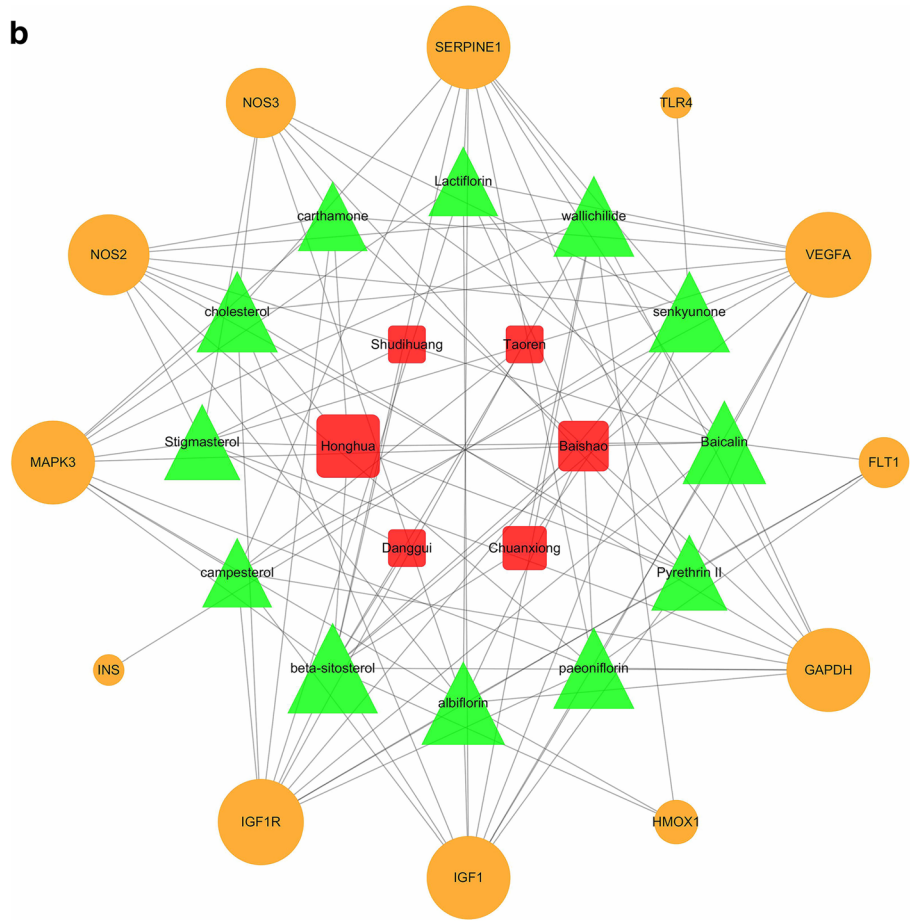 b
SERPINE1
NOS3
TLR4
Lactiflorin
carthamone
wallichilide
NOS2
VEGFA
cholesterol
senkyunone
Shudihuang
Taoren
Stigmasterol
Honghua
Baishao
Baicalin
MAPK3
FLT1
Danggui
Chuanxiong
campesterol
Pyrethrin II
INS
beta-sitosterol
paeoniflorin
GAPDH
albiflorin
IGF1R
HMOX1
IGF1